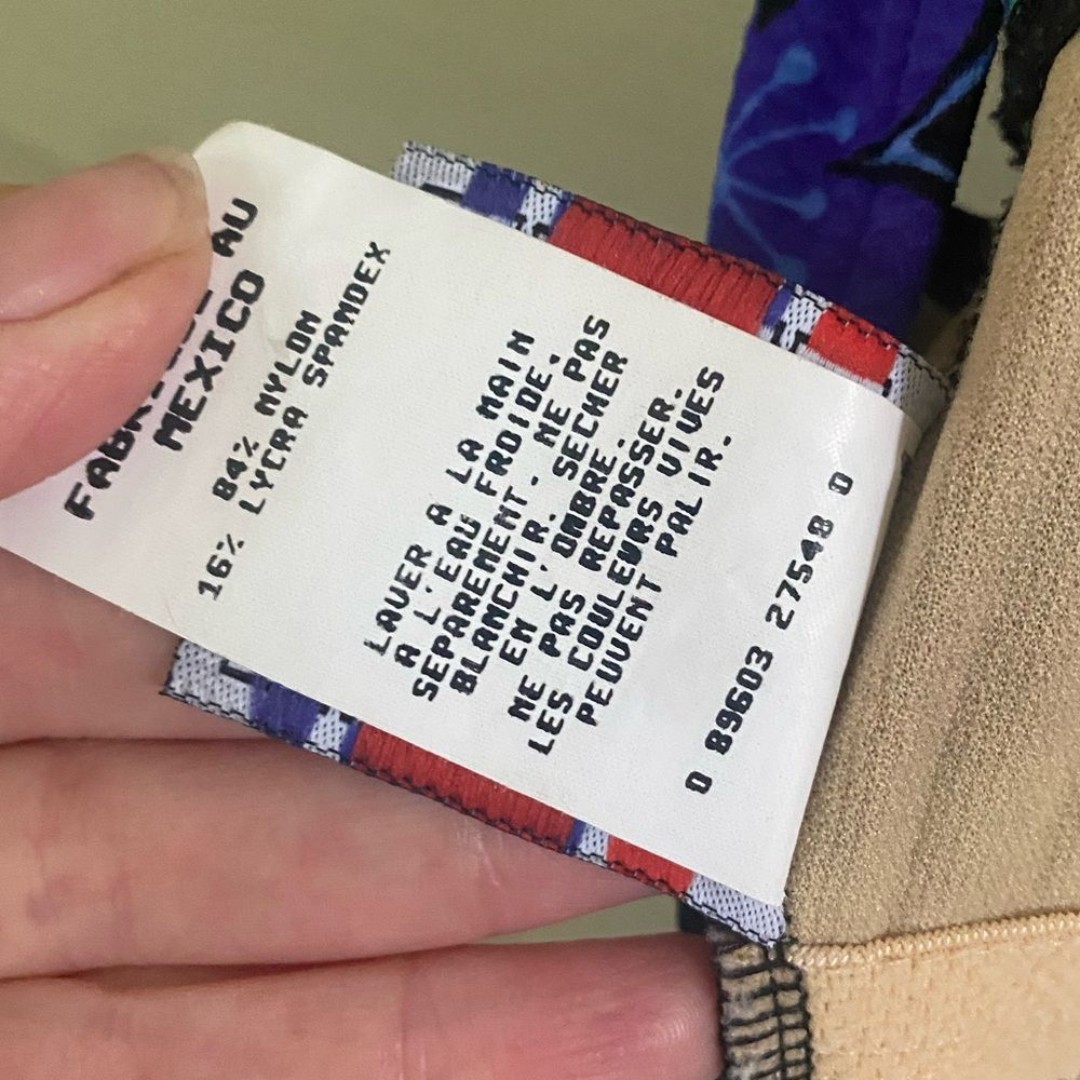 AU
MEXICO
84% NYLON
16% LYCRA SPANDEX
LAVER A LA MAIN
A L'EAU FROIDE,
SEPAREMENT. NE PAS
BLANCHIR. SECHER
EN L'OMBRE.
NE PAS REPASSER.
LES COULEURS VIVES
PEUVENT PALIR.
0 89603 27548 0